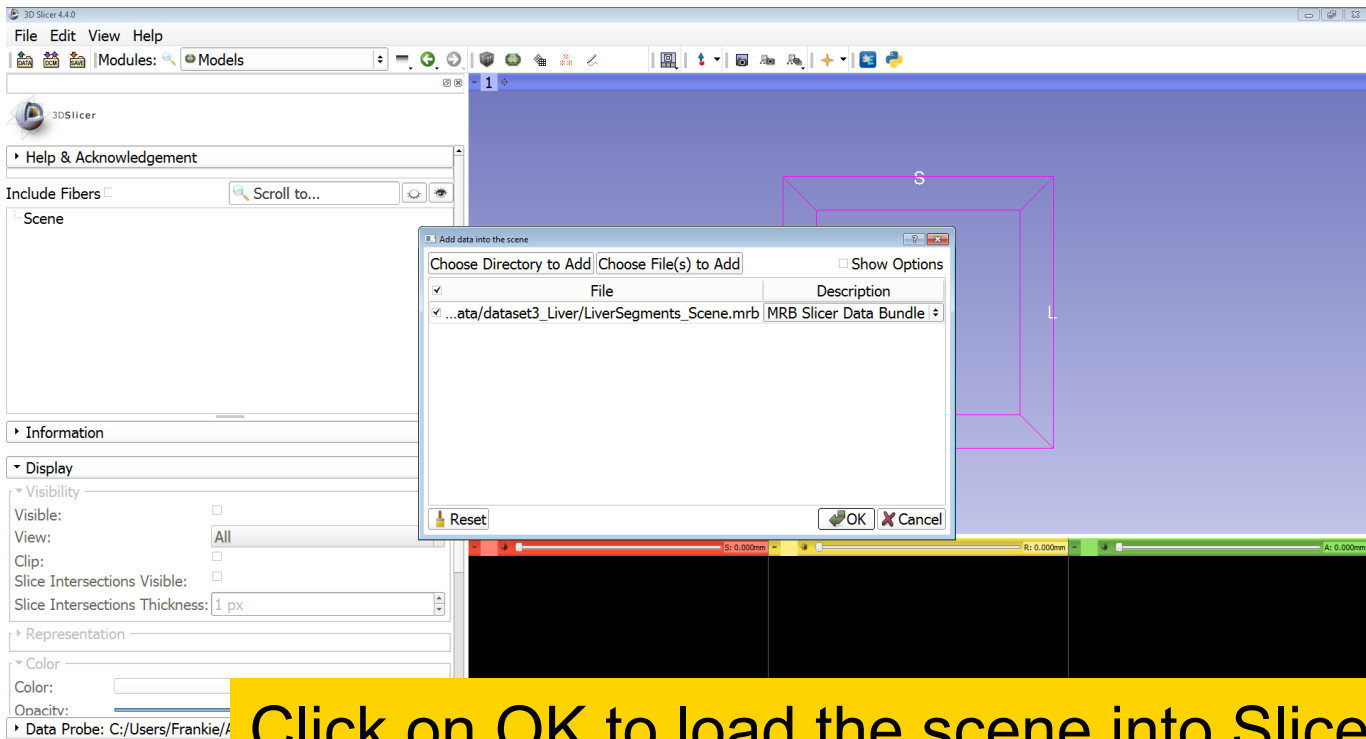 3D Slicer 4.4.0
File Edit View Help
DATA DCM SAVE Modules: Models
1
3DSlicer
Help & Acknowledgement
Include Fibers Scroll to...
Scene
S
L
Add data into the scene
Choose Directory to Add Choose File(s) to Add Show Options
File Description
...ata/dataset3_Liver/LiverSegments_Scene.mrb MRB Slicer Data Bundle
Reset OK Cancel
Information
Display
Visibility
Visible:
View: All
Clip:
Slice Intersections Visible:
Slice Intersections Thickness: 1 px
Representation
Color
Color:
Opacity:
Data Probe: C:/Users/Frankie/A
S: 0.000mm R: 0.000mm A: 0.000mm
Click on OK to load the scene into Slice